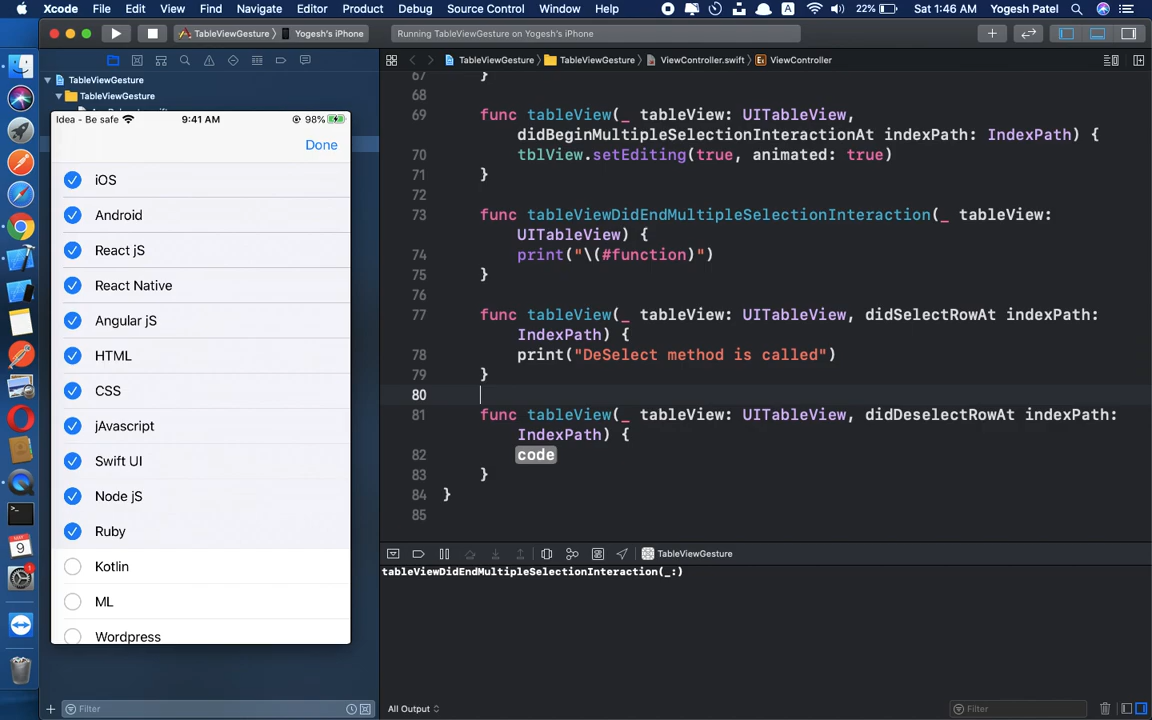 Xcode File Edit View Find Navigate Editor Product Debug Source Control Window Help A 22% Sat 1:46 AM Yogesh Patel
TableViewGesture Yogesh's iPhone Running TableViewGesture on Yogesh's iPhone
TableViewGesture TableViewGesture ViewController.swift ViewController
TableViewGesture
TableViewGesture
Idea - Be safe 9:41 AM 98%
Done
iOS
Android
React jS
React Native
Angular jS
HTML
CSS
jAvascript
Swift UI
Node jS
Ruby
Kotlin
ML
Wordpress
Filter
67 }
68
69 func tableView(_ tableView: UITableView,
didBeginMultipleSelectionInteractionAt indexPath: IndexPath) {
70 tblView.setEditing(true, animated: true)
71 }
72
73 func tableViewDidEndMultipleSelectionInteraction(_ tableView:
UITableView) {
74 print("\(#function)")
75 }
76
77 func tableView(_ tableView: UITableView, didSelectRowAt indexPath:
IndexPath) {
78 print("DeSelect method is called")
79 }
80
81 func tableView(_ tableView: UITableView, didDeselectRowAt indexPath:
IndexPath) {
82 code
83 }
84 }
85
TableViewGesture
tableViewDidEndMultipleSelectionInteraction(_:)
All Output Filter